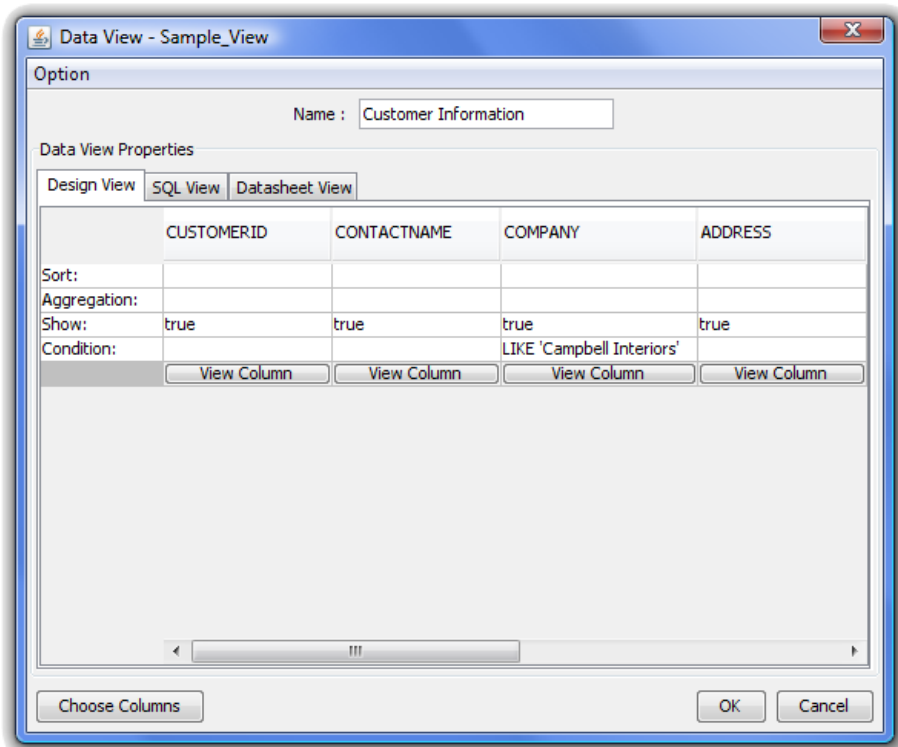 Data View - Sample_View
Option
Name : Customer Information
Data View Properties
Design View SQL View Datasheet View
CUSTOMERID CONTACTNAME COMPANY ADDRESS
Sort:
Aggregation:
Show: true true true true
Condition: LIKE 'Campbell Interiors'
View Column View Column View Column View Column
Choose Columns OK Cancel